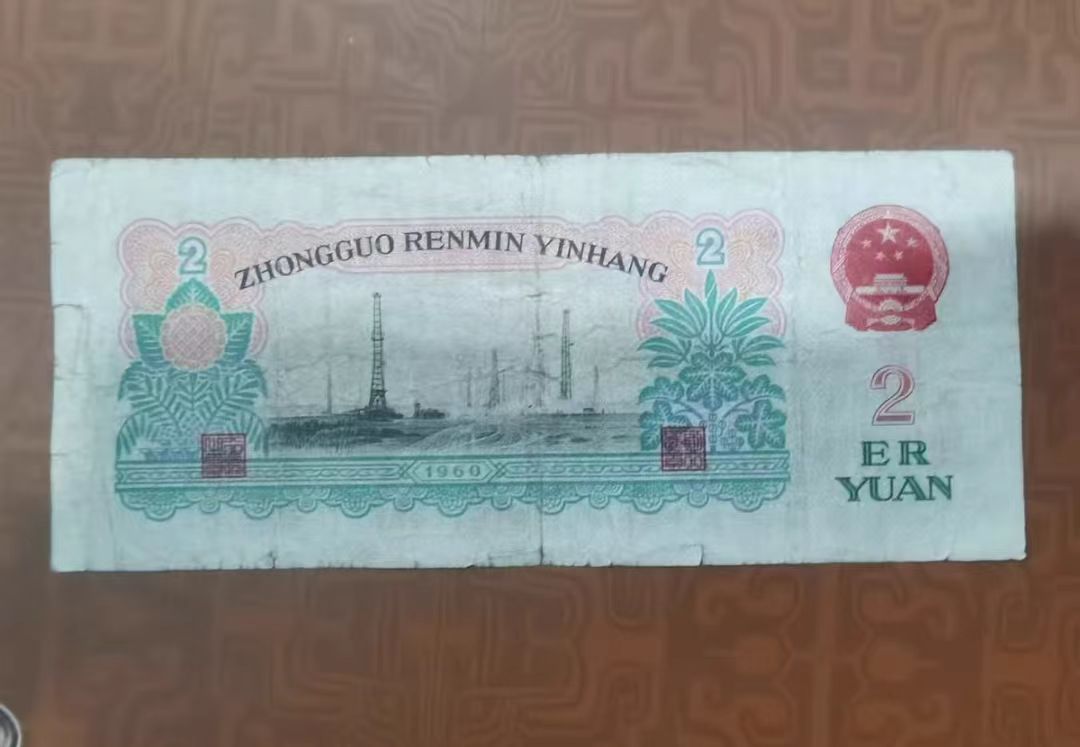 2
2
ZHONGGUO RENMIN YINHANG
1960
2
ER
YUAN